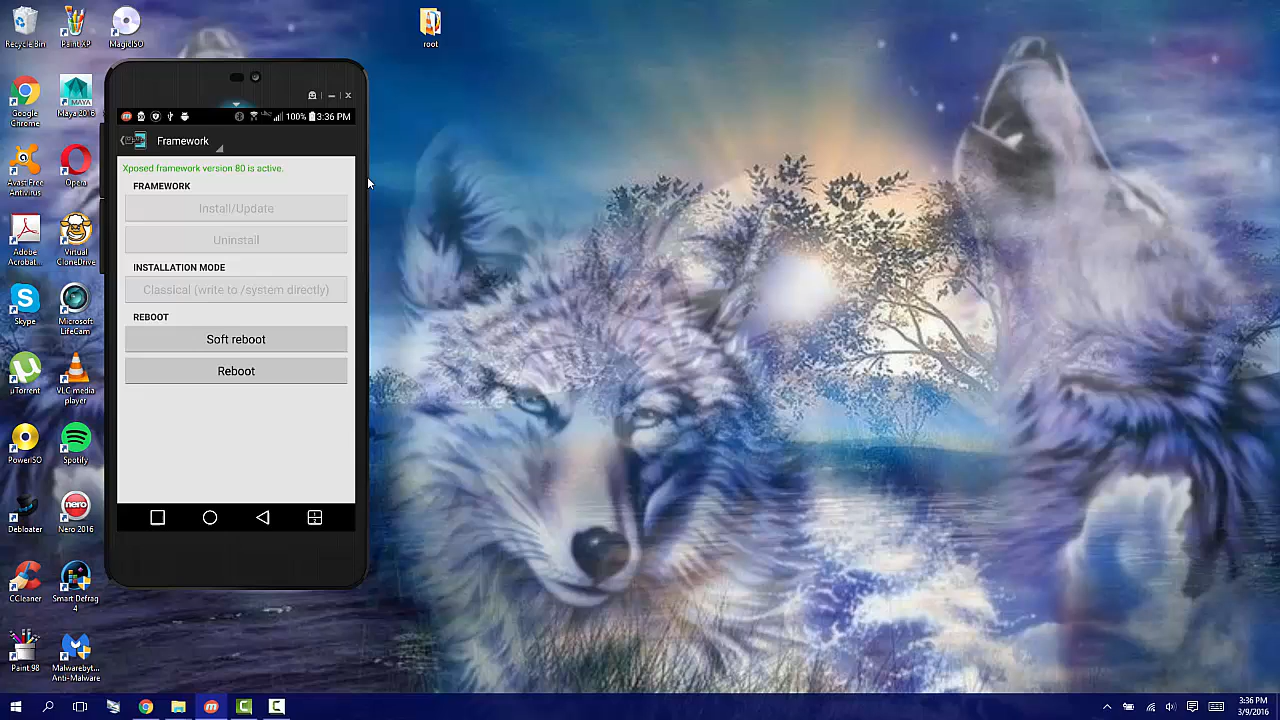 Recycle Bin
Paint XP
MagicISO
root
Google
Chrome
Maya 2016
Avast Free
Antivirus
Opera
Adobe
Acrobat...
Virtual
CloneDrive
Skype
Microsoft
LifeCam
µTorrent
VLC media
player
PowerISO
Spotify
Debloater
Nero 2016
CCleaner
Smart Defrag
4
Paint 98
Malwarebyt...
Anti-Malware
100% 3:36 PM
Framework
Xposed framework version 80 is active.
FRAMEWORK
Install/Update
Uninstall
INSTALLATION MODE
Classical (write to /system directly)
REBOOT
Soft reboot
Reboot
3:36 PM
3/9/2016